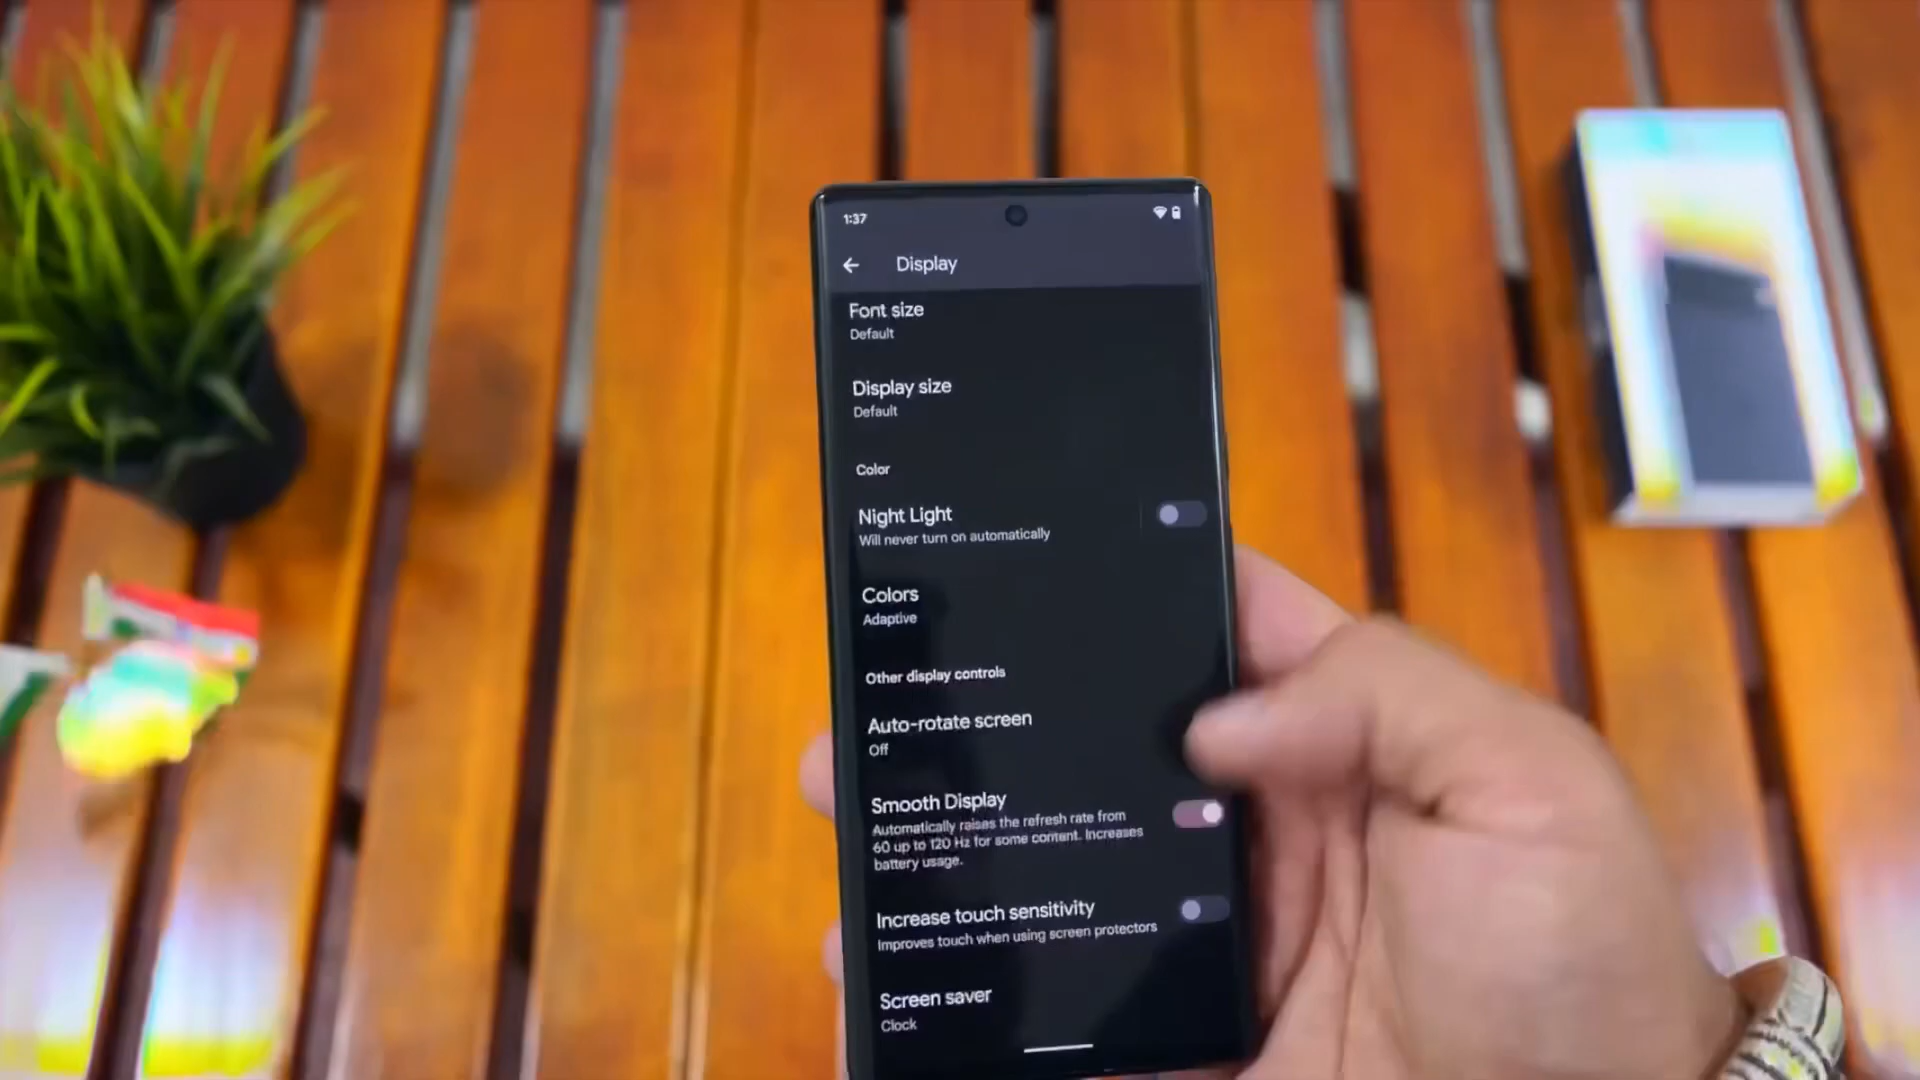 1:37
Display
Font size
Default
Display size
Default
Color
Night Light
Will never turn on automatically
Colors
Adaptive
Other display controls
Auto-rotate screen
Off
Smooth Display
Automatically raises the refresh rate from
60 up to 120 Hz for some content. Increases
battery usage.
Increase touch sensitivity
Improves touch when using screen protectors
Screen saver
Clock